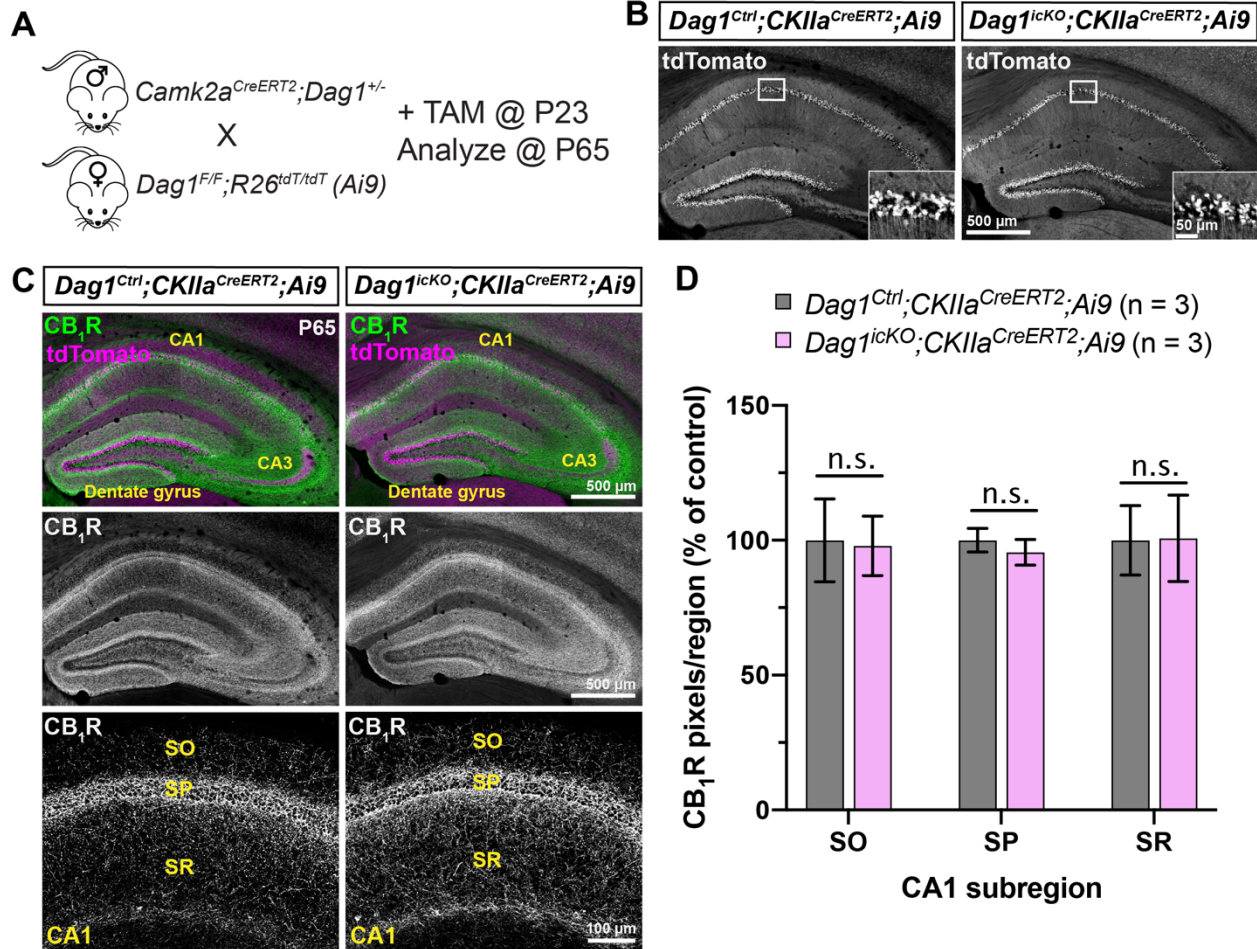 A
Camk2a^CreERT2;Dag1^+/-
X
Dag1^F/F;R26^tdT/tdT (Ai9)
+ TAM @ P23
Analyze @ P65
B
Dag1^Ctrl;CKIIa^CreERT2;Ai9
Dag1^icKO;CKIIa^CreERT2;Ai9
tdTomato
tdTomato
500 µm
50 µm
C
Dag1^Ctrl;CKIIa^CreERT2;Ai9
Dag1^icKO;CKIIa^CreERT2;Ai9
CB₁R
tdTomato
P65
CA1
CA3
Dentate gyrus
CB₁R
tdTomato
CA1
CA3
Dentate gyrus
500 µm
CB₁R
CB₁R
500 µm
CB₁R
SO
SP
SR
CA1
CB₁R
SO
SP
SR
CA1
100 µm
D
Dag1^Ctrl;CKIIa^CreERT2;Ai9 (n = 3)
Dag1^icKO;CKIIa^CreERT2;Ai9 (n = 3)
CB₁R pixels/region (% of control)
150
100
50
0
n.s.
n.s.
n.s.
SO
SP
SR
CA1 subregion